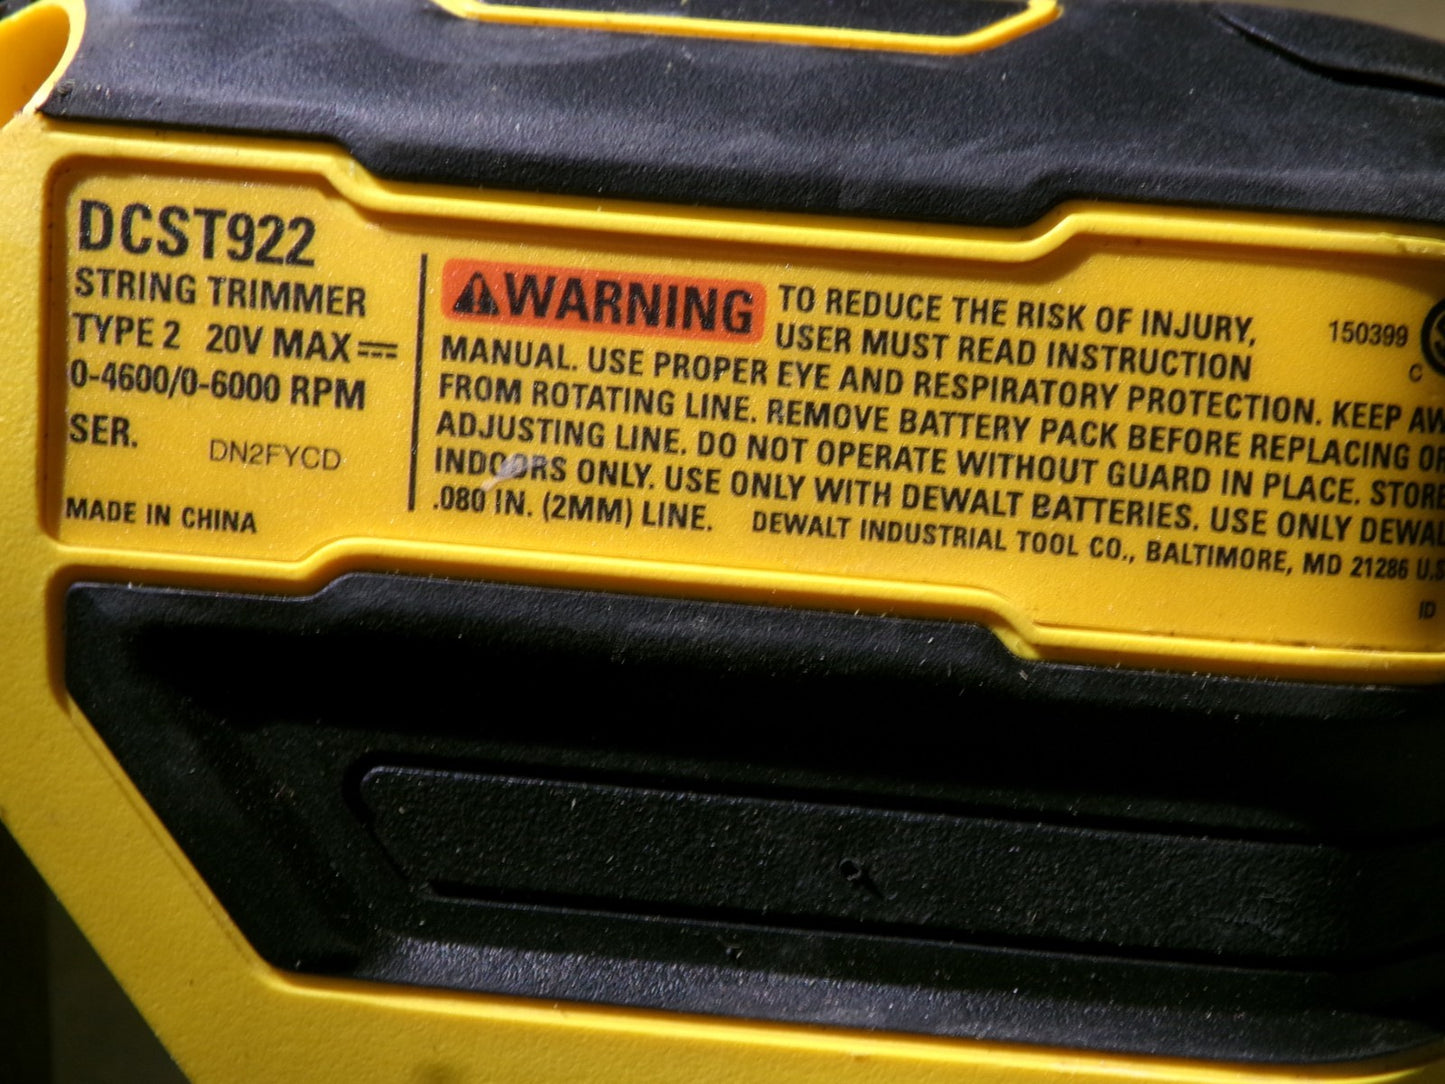 DCST922
STRING TRIMMER
TYPE 2 20V MAX⎓
0-4600/0-6000 RPM
SER. DN2FYCD
MADE IN CHINA
WARNING TO REDUCE THE RISK OF INJURY,
USER MUST READ INSTRUCTION
MANUAL. USE PROPER EYE AND RESPIRATORY PROTECTION. KEEP
FROM ROTATING LINE. REMOVE BATTERY PACK BEFORE REPLACING
ADJUSTING LINE. DO NOT OPERATE WITHOUT GUARD IN PLACE. STORE
INDOORS ONLY. USE ONLY WITH DEWALT BATTERIES. USE ONLY
.080 IN. (2MM) LINE. DEWALT INDUSTRIAL TOOL CO., BALTIMORE, MD 21286
150399
C
ID